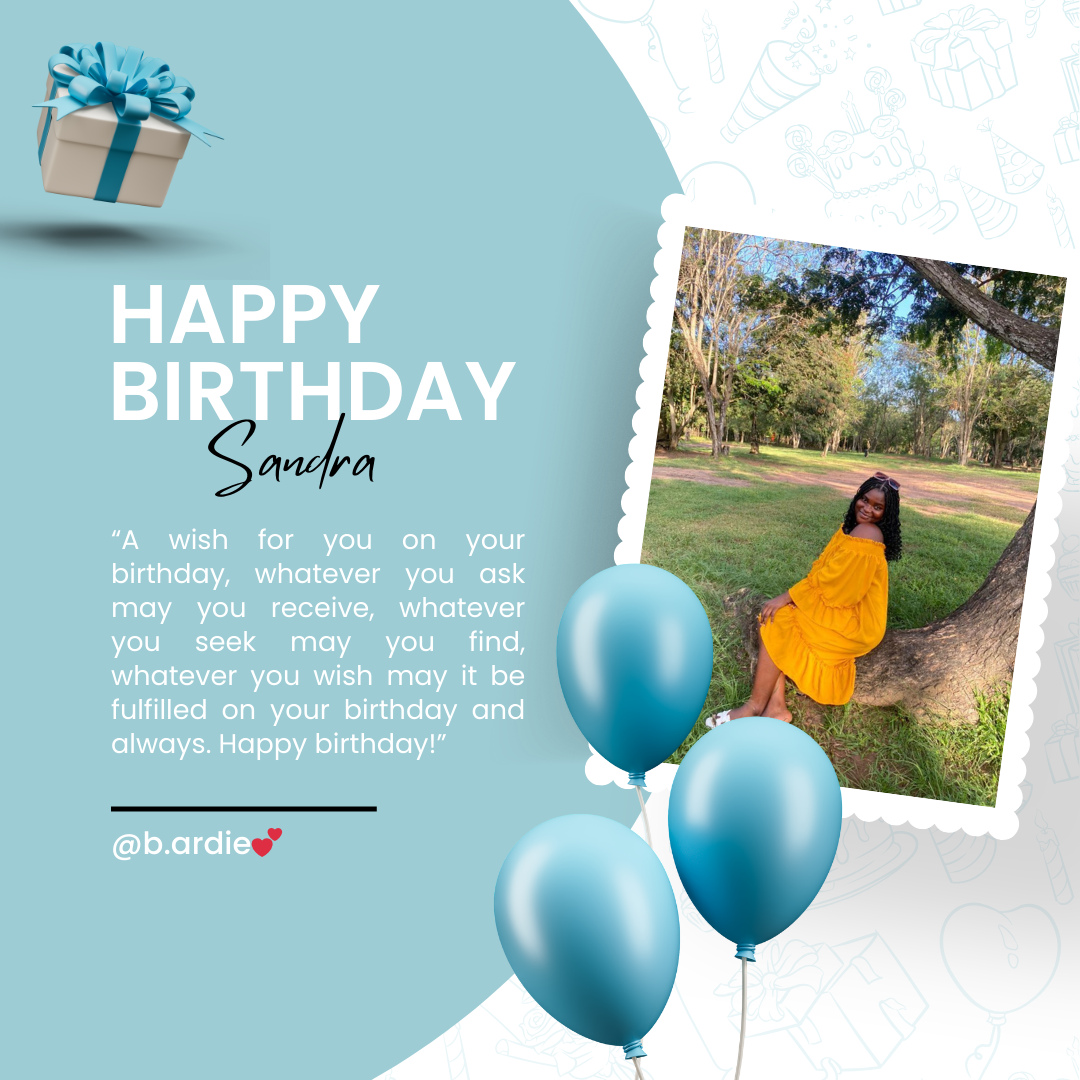 HAPPY
BIRTHDAY
Sandra
“A wish for you on your
birthday, whatever you ask
may you receive, whatever
you seek may you find,
whatever you wish may it be
fulfilled on your birthday and
always. Happy birthday!”
@b.ardie💕